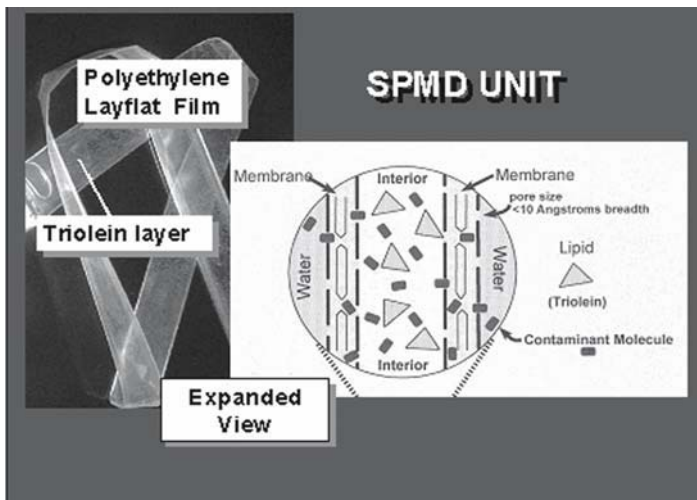 Polyethylene
Layflat Film
SPMD UNIT
Triolein layer
Membrane
Interior
Membrane
pore size
<10 Angstroms breadth
Water
Water
Lipid
(Triolein)
Contaminant Molecule
Interior
Expanded
View